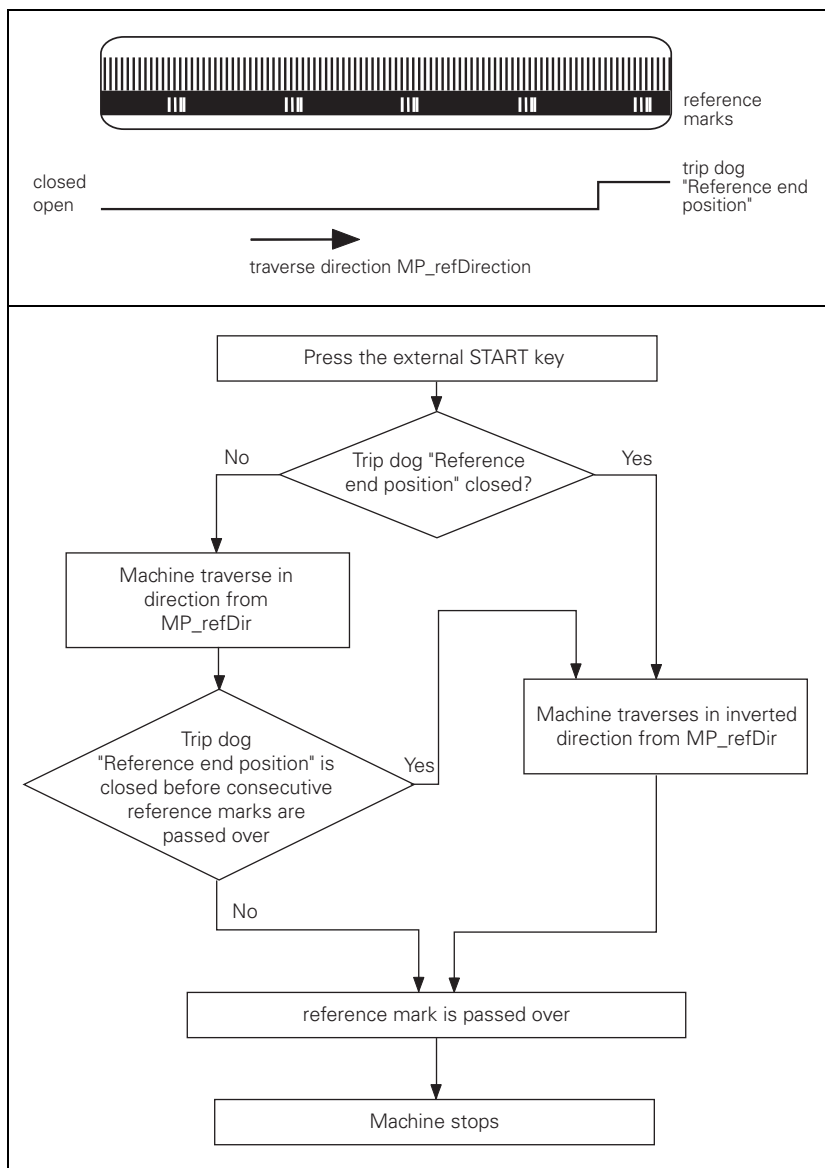 reference
marks
closed
open
trip dog
"Reference end
position"
traverse direction MP_refDirection
Press the external START key
No
Trip dog "Reference
end position" closed?
Yes
Machine traverse in
direction from
MP_refDir
Machine traverses in inverted
direction from MP_refDir
Trip dog
"Reference end position" is
closed before consecutive
reference marks are
passed over
Yes
No
reference mark is passed over
Machine stops